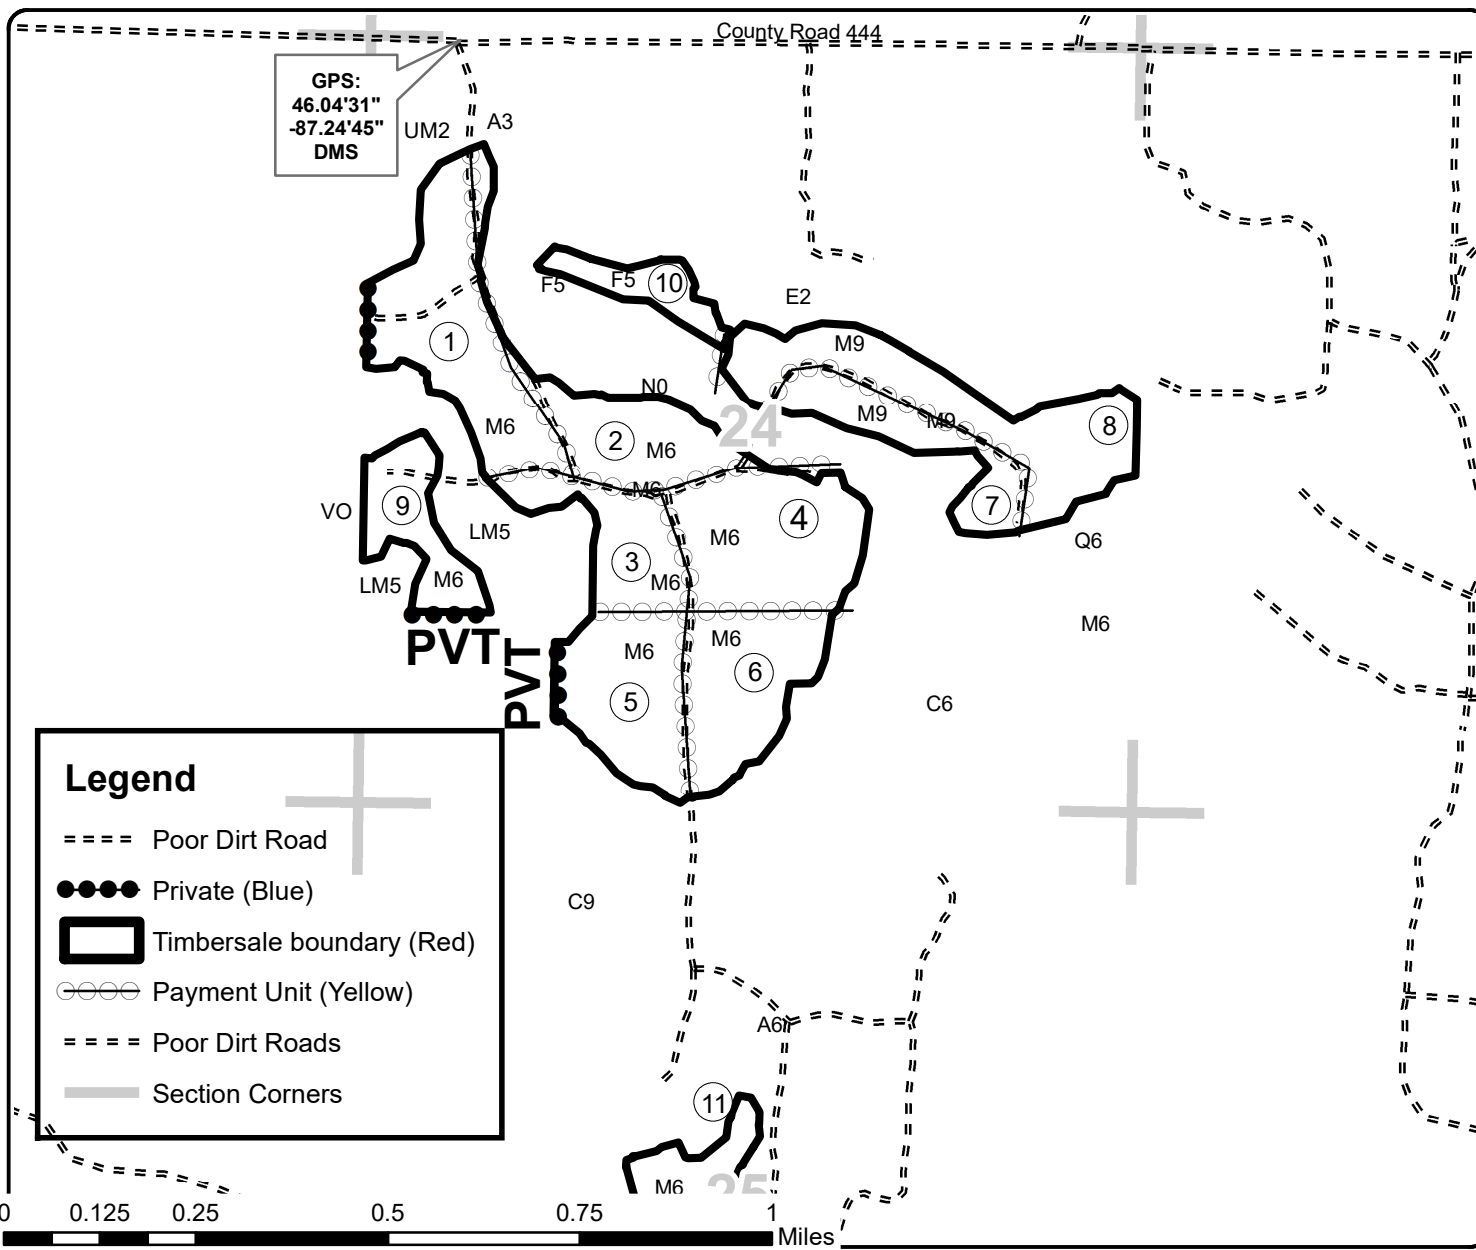 County Road 444
GPS:
46.04'31"
-87.24'45"
DMS
UM2
A3
F5
F5
10
E2
1
M9
N0
M9
M9
8
24
M6
2
M6
M6
9
VO
LM5
4
7
M6
Q6
3
M6
LM5
M6
PVT
M6
M6
M6
PVT
5
6
C6
Legend
Poor Dirt Road
Private (Blue)
Timbersale boundary (Red)
Payment Unit (Yellow)
Poor Dirt Roads
Section Corners
C9
A6
11
M6
25
0 0.125 0.25 0.5 0.75 1
Miles